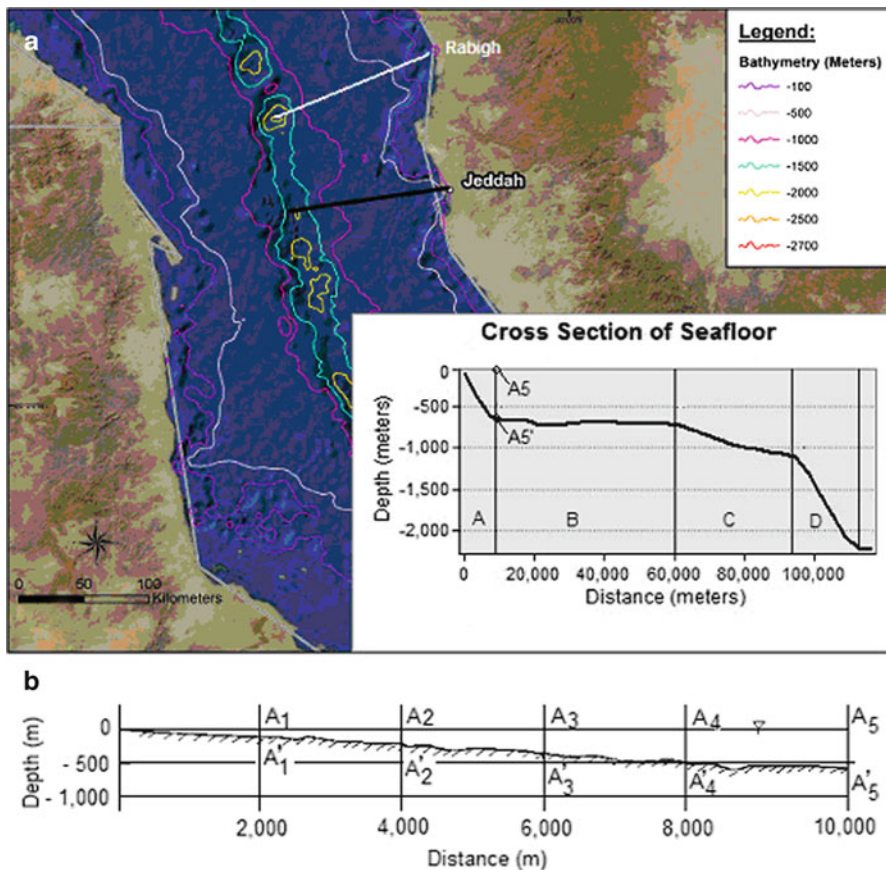 a
Rabigh
Jeddah
Legend:
Bathymetry (Meters)
-100
-500
-1000
-1500
-2000
-2500
-2700
0 60 100
Kilometers
Cross Section of Seafloor
Depth (meters)
0
-500
-1,000
-1,500
-2,000
A5
A5'
A B C D
0 20,000 40,000 60,000 80,000 100,000
Distance (meters)
b
Depth (m)
0
- 500
- 1,000
A1 A2 A3 A4 A5
A'1 A'2 A'3 A'4 A'5
2,000 4,000 6,000 8,000 10,000
Distance (m)